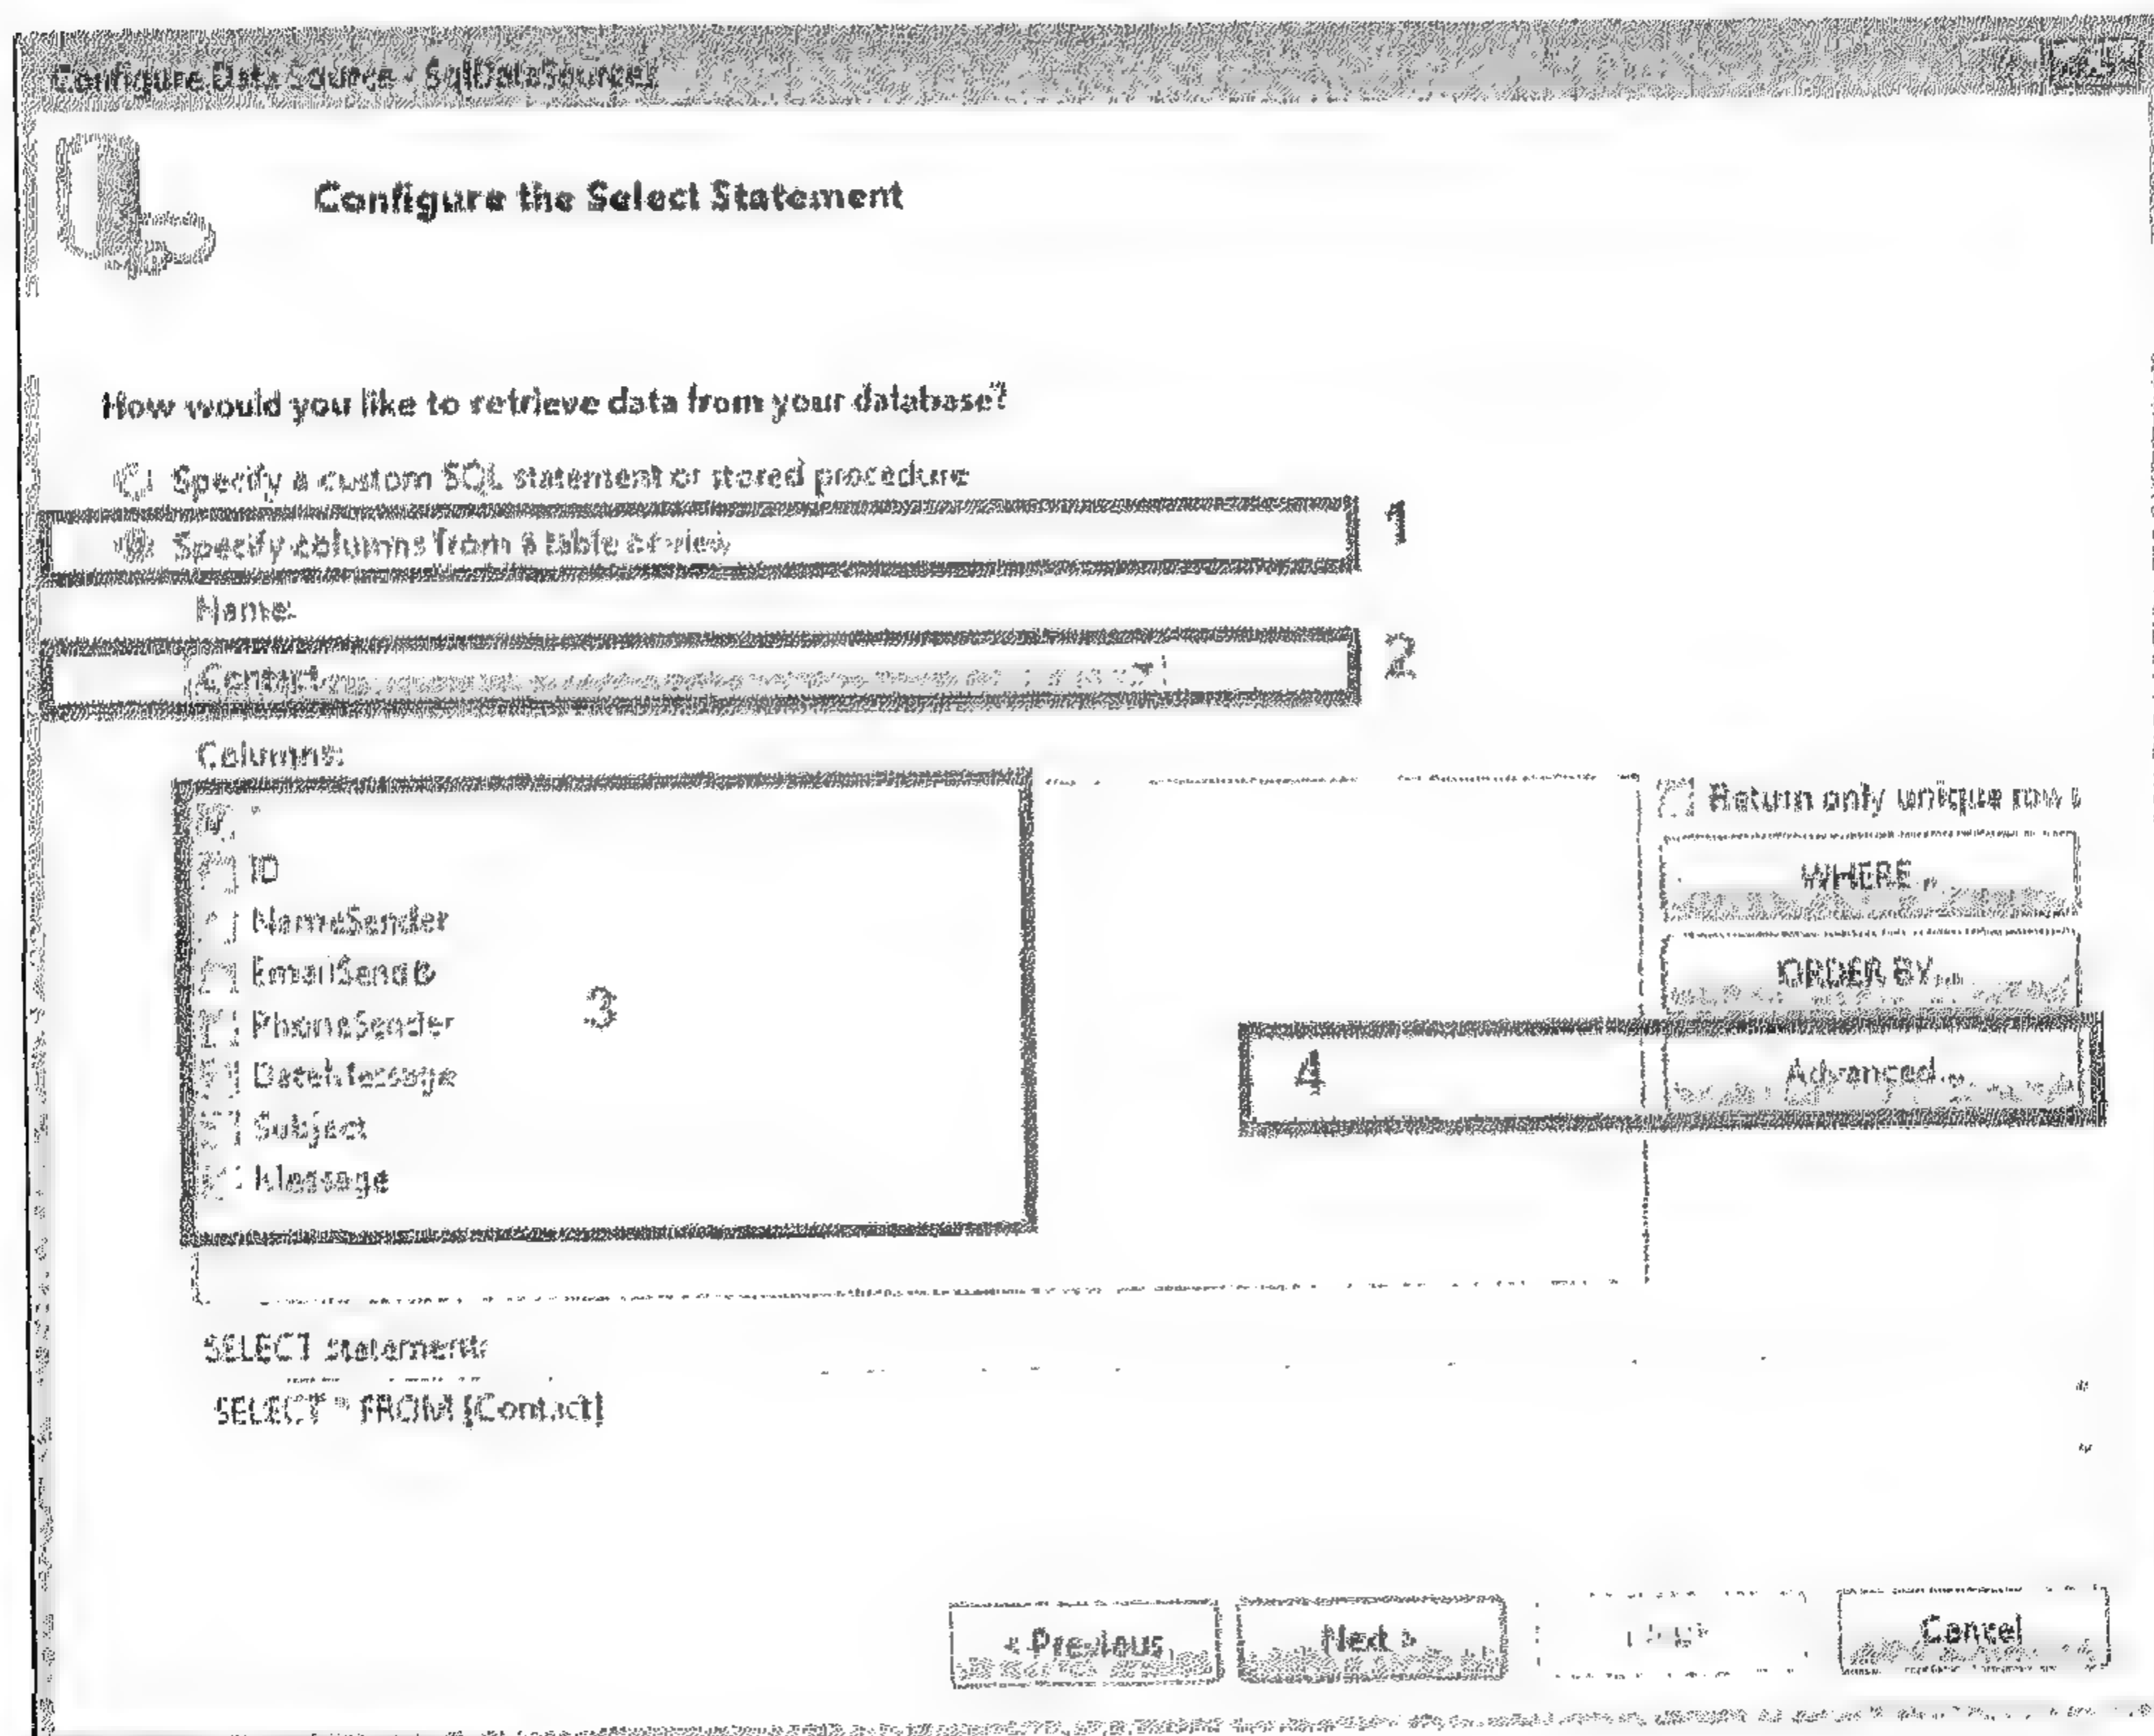 Configure Data Source - SqlDataSource1
Configure the Select Statement
How would you like to retrieve data from your database?
Specify a custom SQL statement or stored procedure
Specify columns from a table or view
1
Name:
Contact
2
Columns:
*
ID
NameSender
EmailSende
PhoneSender
DateMessage
Subject
Message
3
Return only unique rows
WHERE...
ORDER BY...
4
Advanced...
SELECT statement:
SELECT * FROM [Contact]
< Previous
Next >
Cancel